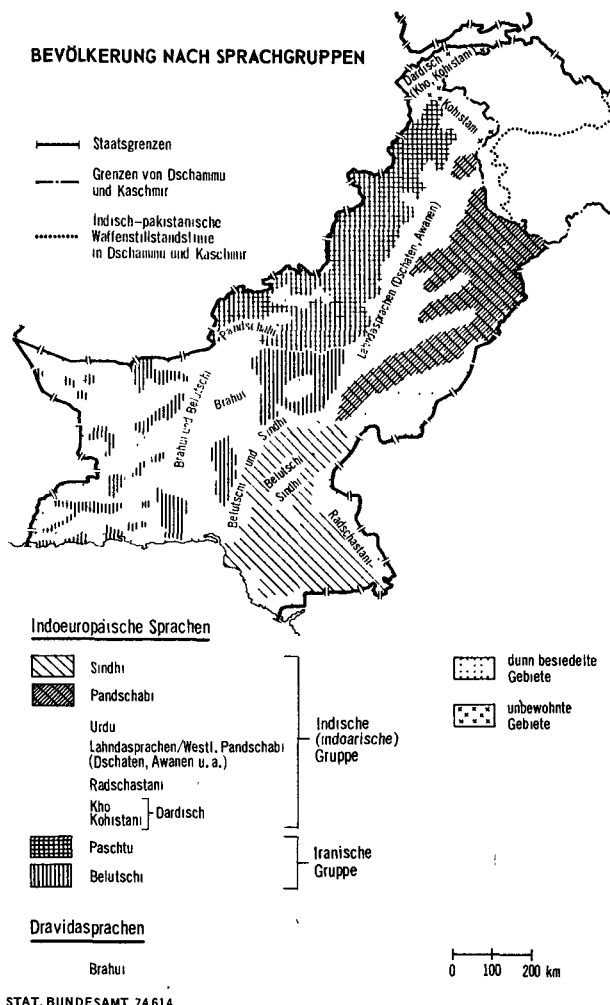 BEVÖLKERUNG NACH SPRACHGRUPPEN
Staatsgrenzen
Grenzen von Dschammu
und Kaschmir
Indisch-pakistanische
Waffenstillstandslinie
in Dschammu und Kaschmir
Dardisch
(Kho, Kohistani)
Kohistani
Lahndasprachen (Dschaten, Awanen)
Pandschabi
Brahui und Belutschi
Brahui
Belutschi und Sindhi
Belutschi
Sindhi
Radschastani
Indoeuropäische Sprachen
Sindhi
Pandschabi
Urdu
Lahndasprachen/Westl. Pandschabi
(Dschaten, Awanen u. a.)
Radschastani
Kho
Kohistani
Dardisch
Indische
(indoarische)
Gruppe
Paschtu
Belutschi
Iranische
Gruppe
Dravidasprachen
Brahui
dunn besiedelte
Gebiete
unbewohnte
Gebiete
0 100 200 km
STAT. BUNDESAMT 74614